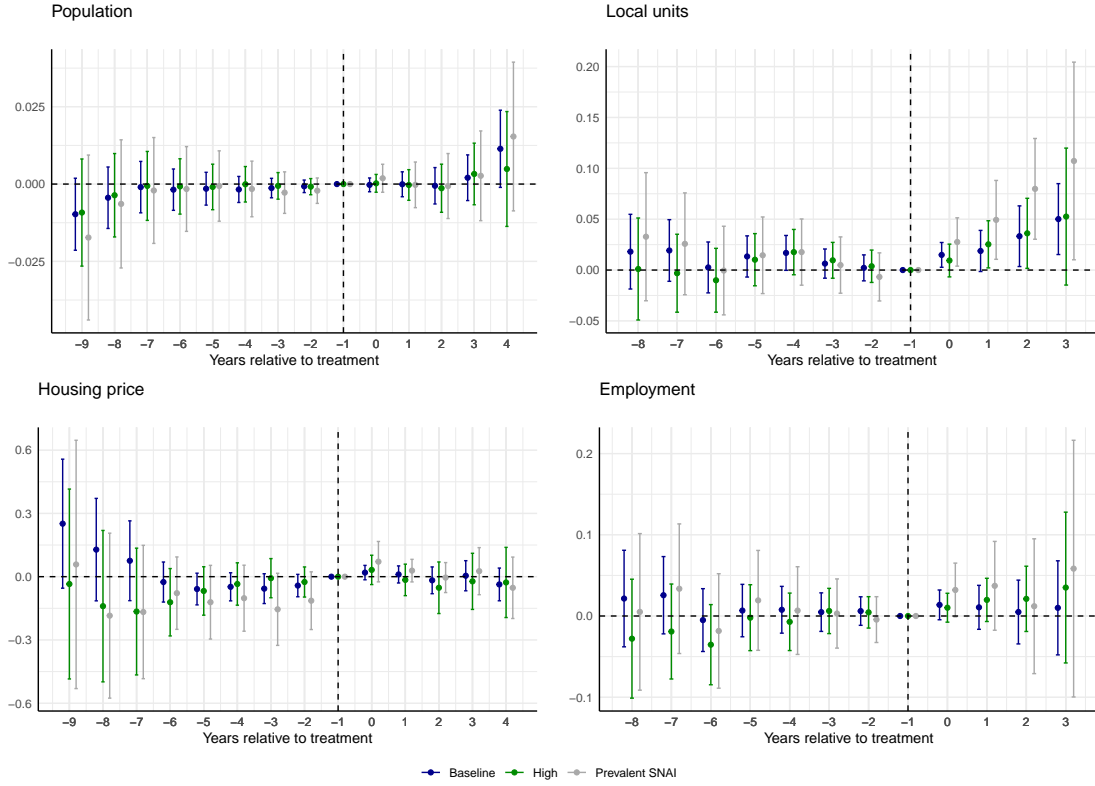 Population
0.025
0.000
−0.025
−9 −8 −7 −6 −5 −4 −3 −2 −1 0 1 2 3 4
Years relative to treatment
Local units
0.20
0.15
0.10
0.05
0.00
−0.05
−8 −7 −6 −5 −4 −3 −2 −1 0 1 2 3
Years relative to treatment
Housing price
0.6
0.3
0.0
−0.3
−0.6
−9 −8 −7 −6 −5 −4 −3 −2 −1 0 1 2 3 4
Years relative to treatment
Employment
0.2
0.1
0.0
−0.1
−8 −7 −6 −5 −4 −3 −2 −1 0 1 2 3
Years relative to treatment
Baseline High Prevalent SNAI